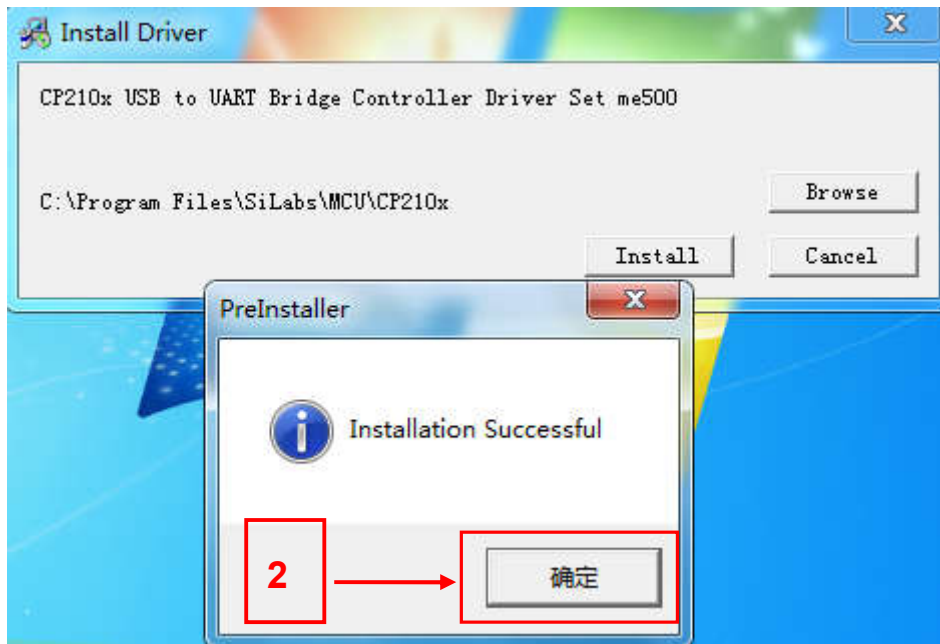 Install Driver
CP210x USB to UART Bridge Controller Driver Set me500
C:\Program Files\SiLabs\MCU\CP210x
Browse
Install
Cancel
PreInstaller
Installation Successful
2
确定